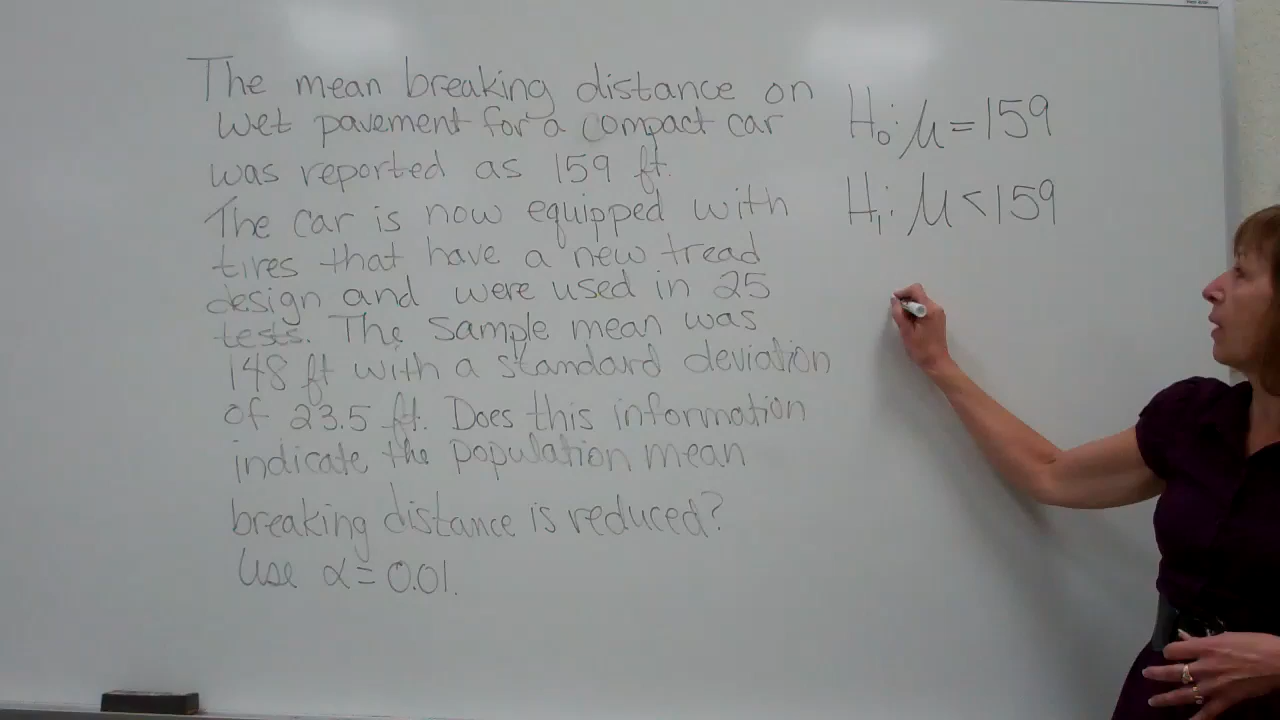 The mean breaking distance on
wet pavement for a compact car
was reported as 159 ft.
The car is now equipped with
tires that have a new tread
design and were used in 25
tests. The sample mean was
148 ft with a standard deviation
of 23.5 ft. Does this information
indicate the population mean
breaking distance is reduced?
Use α = 0.01.
H₀: μ = 159
H₁: μ < 159